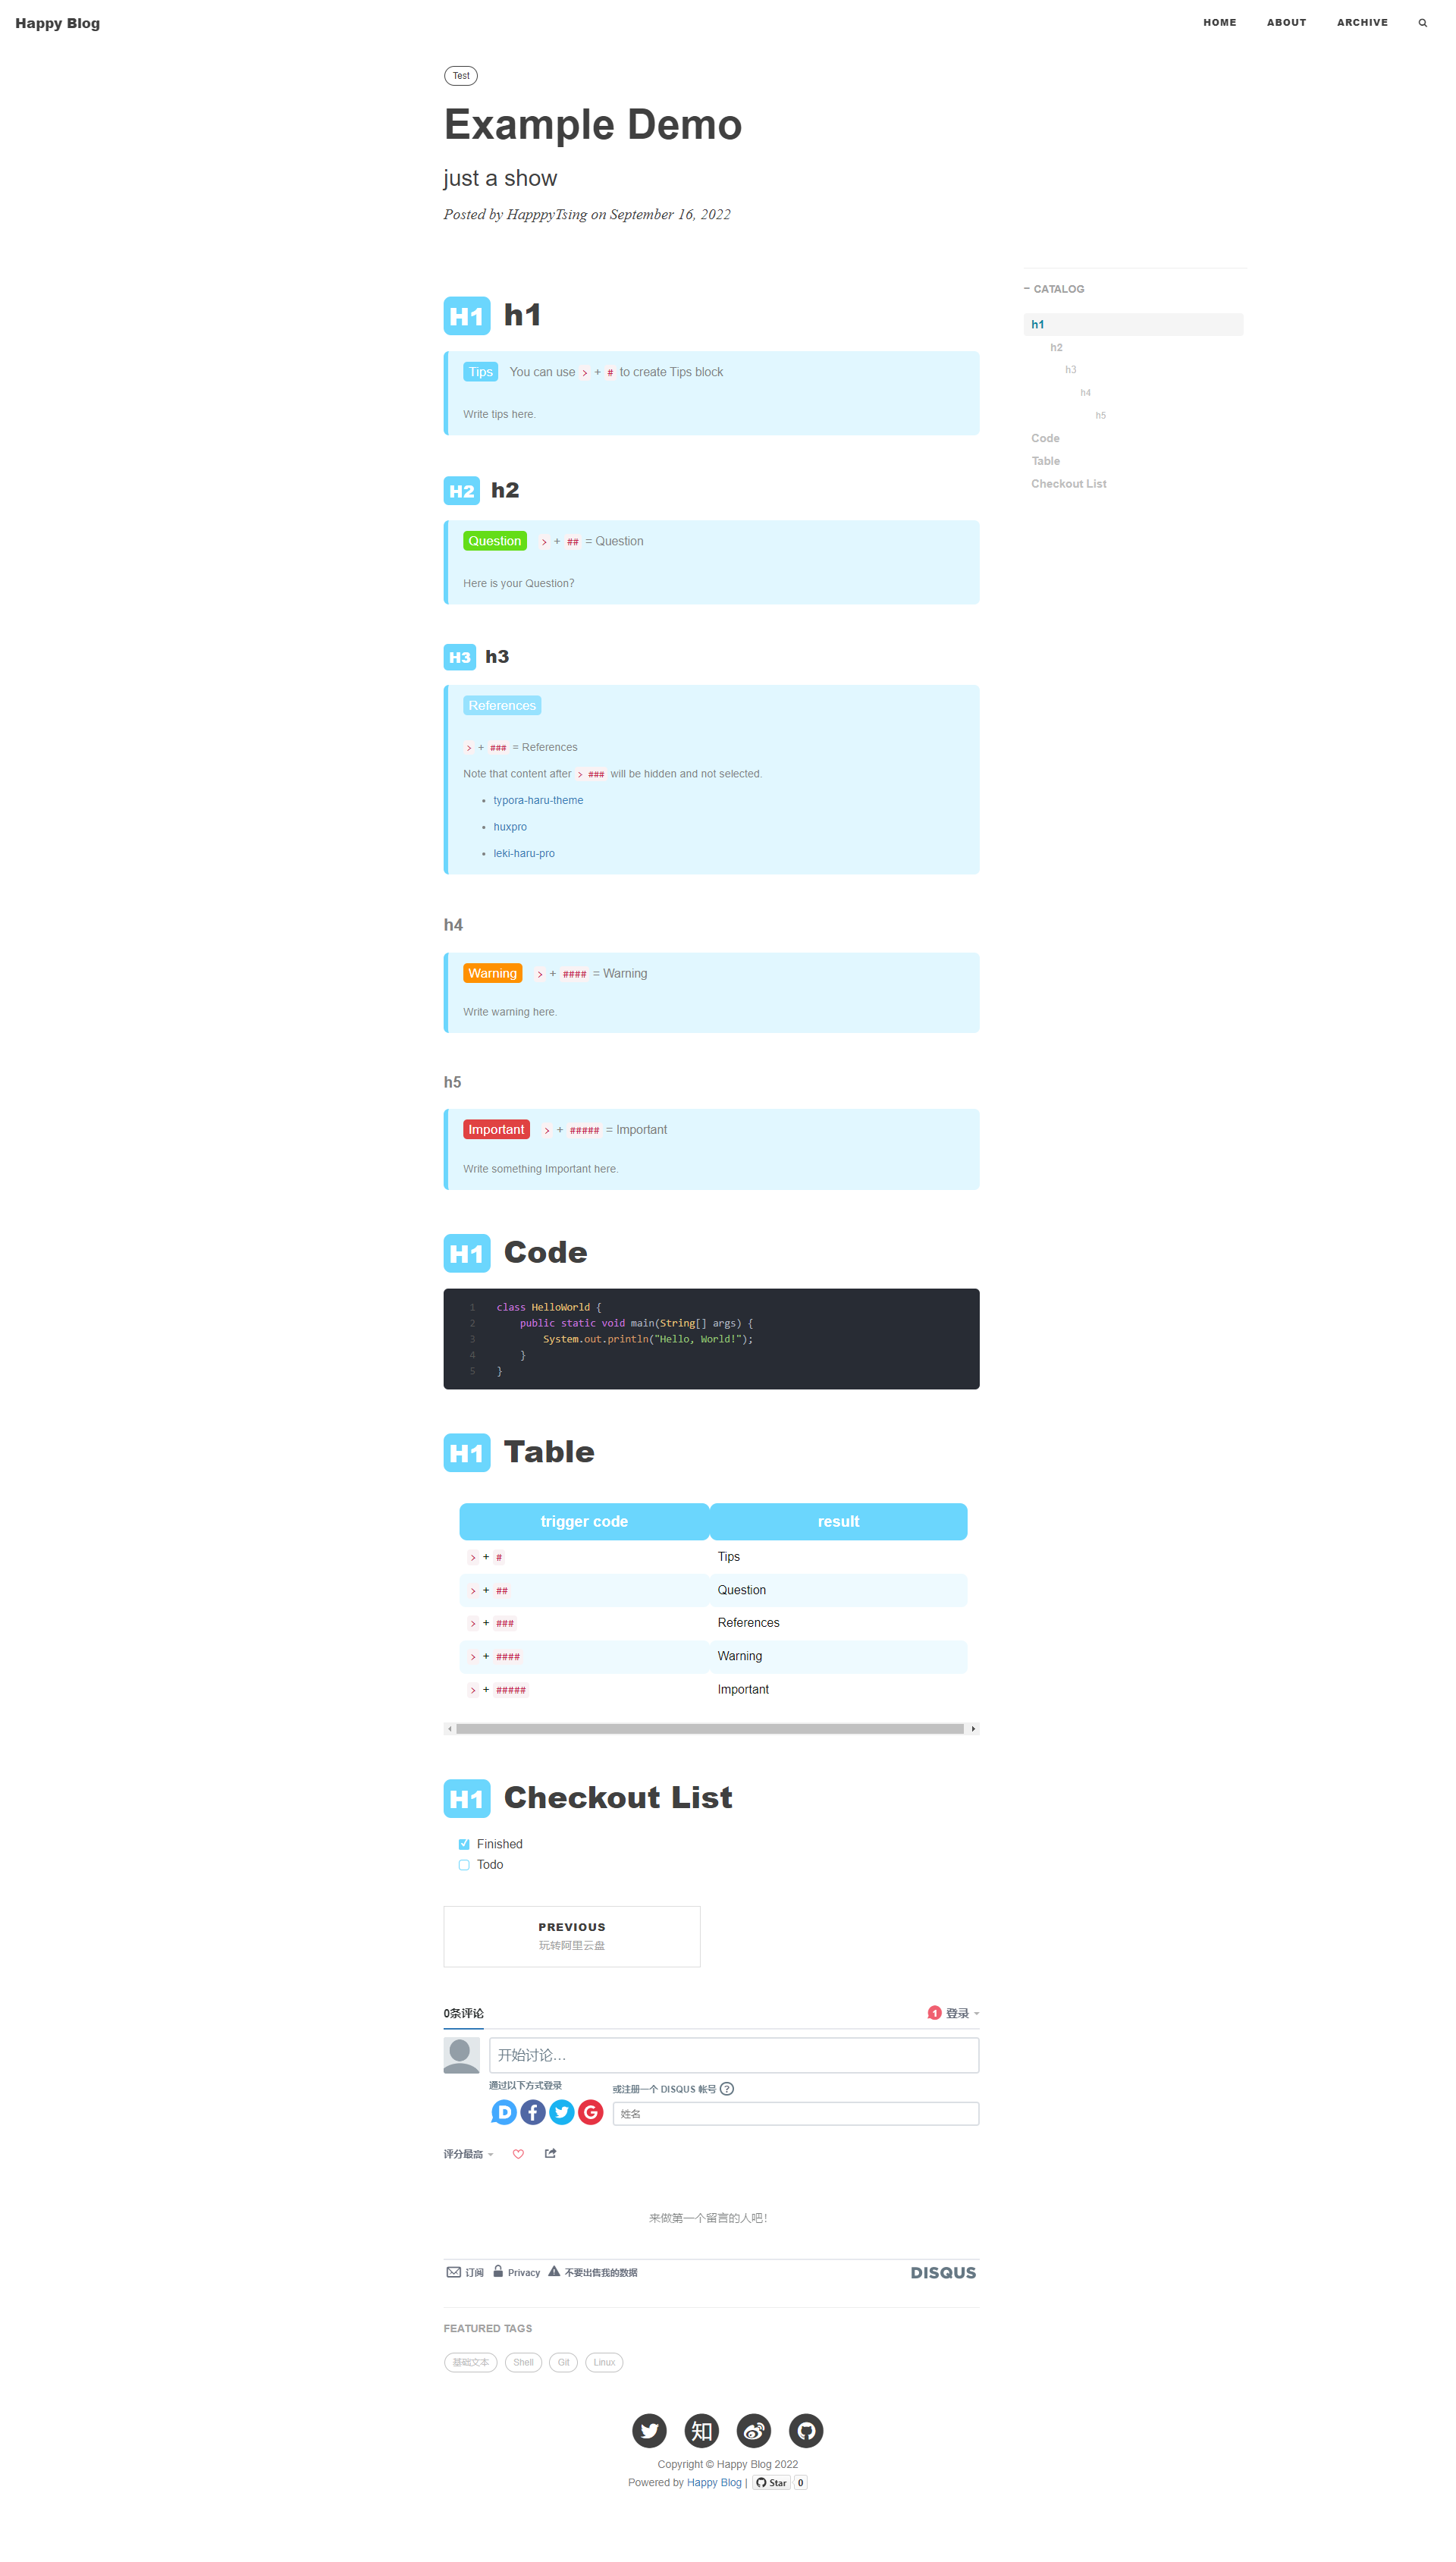 Happy Blog
HOME ABOUT ARCHIVE
Test
Example Demo
just a show
Posted by HapppyTsing on September 16, 2022
− CATALOG
h1
h2
h3
h4
h5
Code
Table
Checkout List
H1 h1
Tips You can use > + # to create Tips block
Write tips here.
H2 h2
Question > + ## = Question
Here is your Question?
H3 h3
References
> + ### = References
Note that content after > ### will be hidden and not selected.
• typora-haru-theme
• huxpro
• leki-haru-pro
h4
Warning > + #### = Warning
Write warning here.
h5
Important > + ##### = Important
Write something Important here.
H1 Code
1 class HelloWorld {
2     public static void main(String[] args) {
3         System.out.println("Hello, World!");
4     }
5 }
H1 Table
trigger code result
> + # Tips
> + ## Question
> + ### References
> + #### Warning
> + ##### Important
H1 Checkout List
Finished
Todo
PREVIOUS
玩转阿里云盘
0条评论 1 登录
开始讨论...
通过以下方式登录
或注册一个 DISQUS 帐号 ?
D f G
姓名
评分最高
来做第一个留言的人吧!
订阅 Privacy 不要出售我的数据 DISQUS
FEATURED TAGS
基础文本 Shell Git Linux
知
Copyright © Happy Blog 2022
Powered by Happy Blog | Star 0